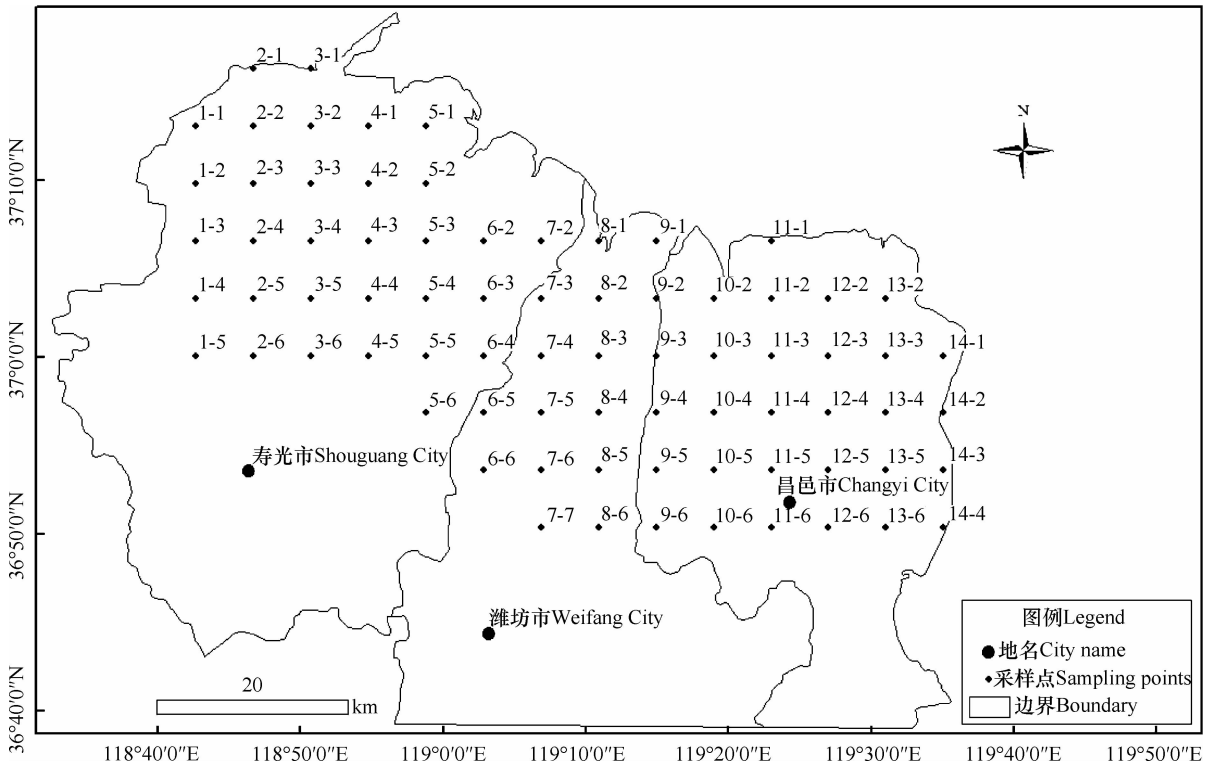 2-1 3-1
1-1 2-2 3-2 4-1 5-1
N
37°10′0″N
1-2 2-3 3-3 4-2 5-2
1-3 2-4 3-4 4-3 5-3 6-2 7-2 8-1 9-1 11-1
1-4 2-5 3-5 4-4 5-4 6-3 7-3 8-2 9-2 10-2 11-2 12-2 13-2
37°0′0″N
1-5 2-6 3-6 4-5 5-5 6-4 7-4 8-3 9-3 10-3 11-3 12-3 13-3 14-1
5-6 6-5 7-5 8-4 9-4 10-4 11-4 12-4 13-4 14-2
寿光市Shouguang City
6-6 7-6 8-5 9-5 10-5 11-5 12-5 13-5 14-3
昌邑市Changyi City
36°50′0″N
7-7 8-6 9-6 10-6 11-6 12-6 13-6 14-4
潍坊市Weifang City
图例Legend
地名City name
采样点Sampling points
边界Boundary
20
km
36°40′0″N
118°40′0″E 118°50′0″E 119°0′0″E 119°10′0″E 119°20′0″E 119°30′0″E 119°40′0″E 119°50′0″E